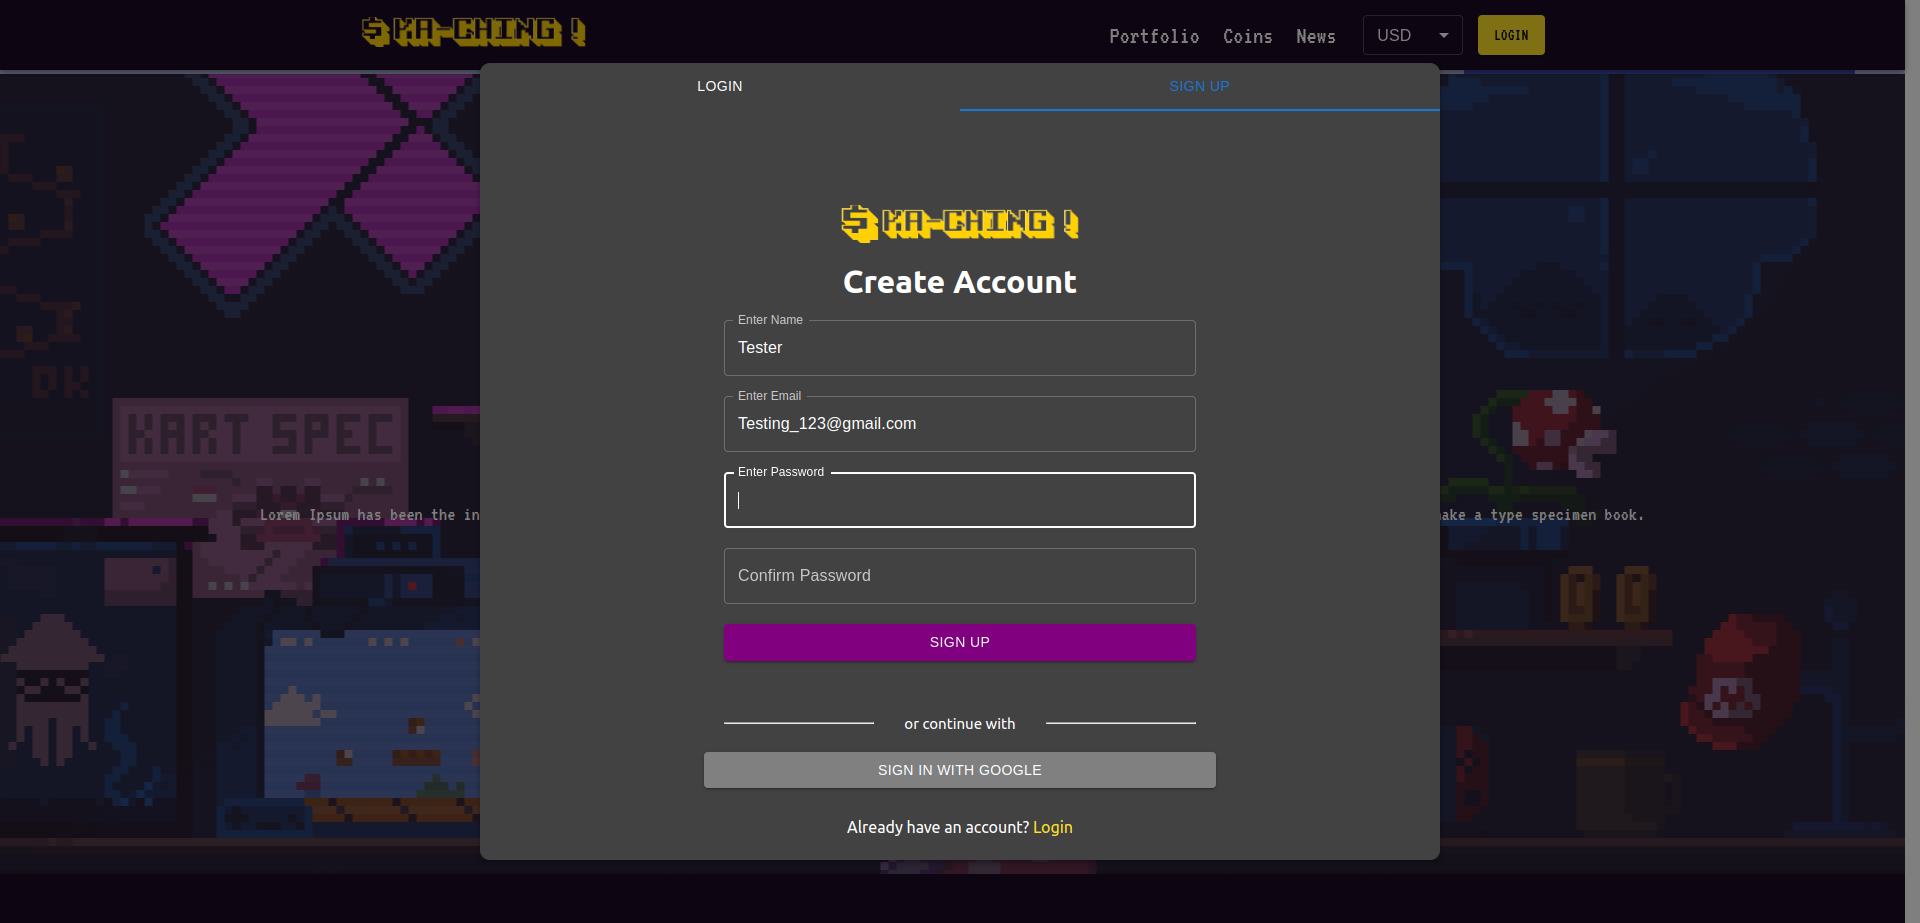 $ KA-CHING !
Portfolio
Coins
News
USD
LOGIN
LOGIN
SIGN UP
$ KA-CHING !
Create Account
Enter Name
Tester
Enter Email
Testing_123@gmail.com
Enter Password
Confirm Password
SIGN UP
or continue with
SIGN IN WITH GOOGLE
Already have an account? Login
DK
KART SPEC
Lorem Ipsum has been the in
ake a type specimen book.